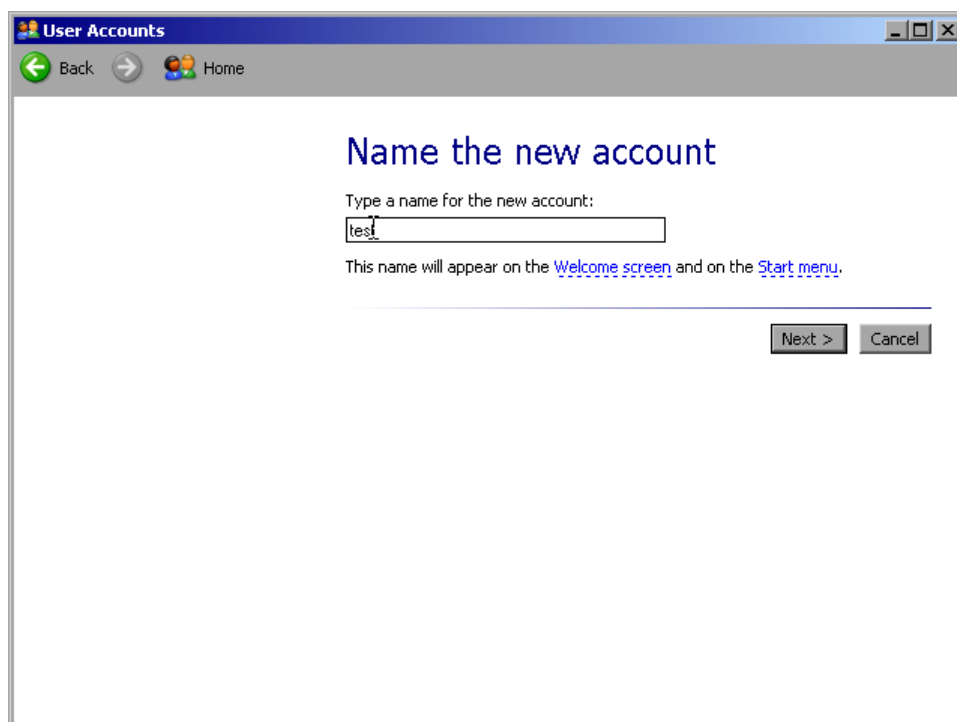 User Accounts
Back Home
Name the new account
Type a name for the new account:
This name will appear on the Welcome screen and on the Start menu.
Next > Cancel